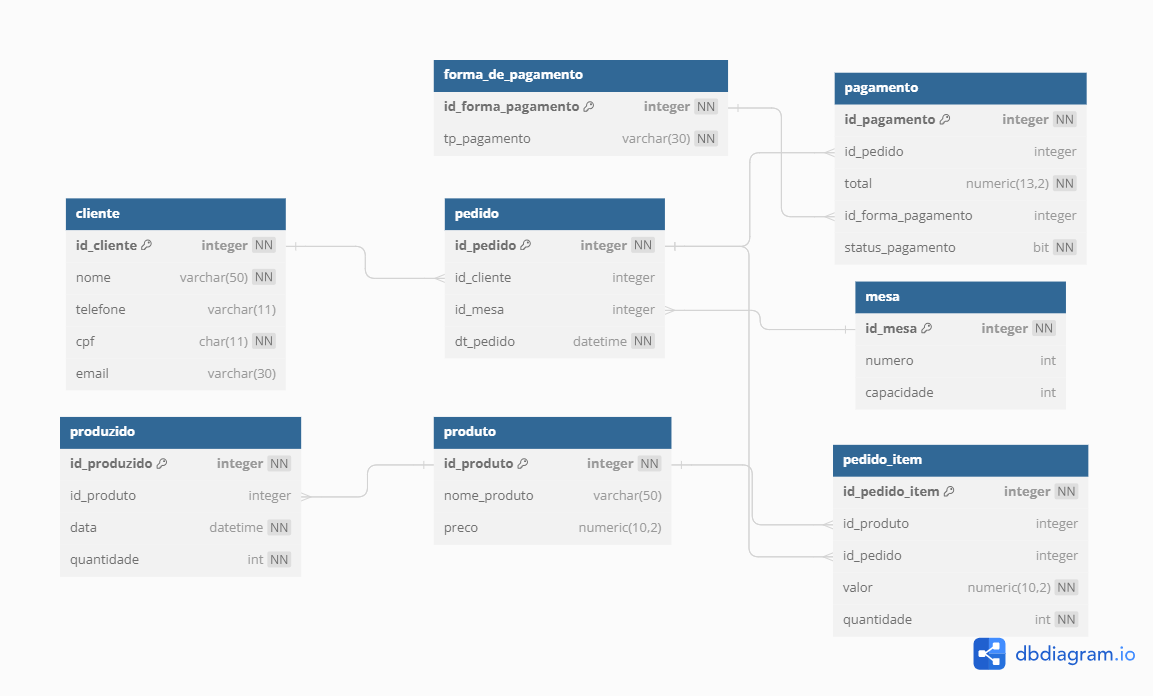 forma_de_pagamento
id_forma_pagamento integer NN
tp_pagamento varchar(30) NN
pagamento
id_pagamento integer NN
id_pedido integer
total numeric(13,2) NN
id_forma_pagamento integer
status_pagamento bit NN
cliente
id_cliente integer NN
nome varchar(50) NN
telefone varchar(11)
cpf char(11) NN
email varchar(30)
pedido
id_pedido integer NN
id_cliente integer
id_mesa integer
dt_pedido datetime NN
mesa
id_mesa integer NN
numero int
capacidade int
produzido
id_produzido integer NN
id_produto integer
data datetime NN
quantidade int NN
produto
id_produto integer NN
nome_produto varchar(50)
preco numeric(10,2)
pedido_item
id_pedido_item integer NN
id_produto integer
id_pedido integer
valor numeric(10,2) NN
quantidade int NN
dbdiagram.io